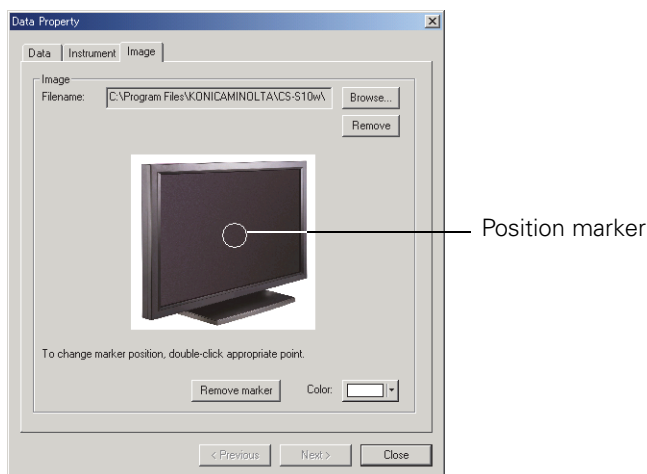 Data Property
Data Instrument Image
Image
Filename: C:\Program Files\KONICAMINOLTA\CS-S10w\ Browse...
Remove
Position marker
To change marker position, double-click appropriate point.
Remove marker Color:
< Previous Next > Close